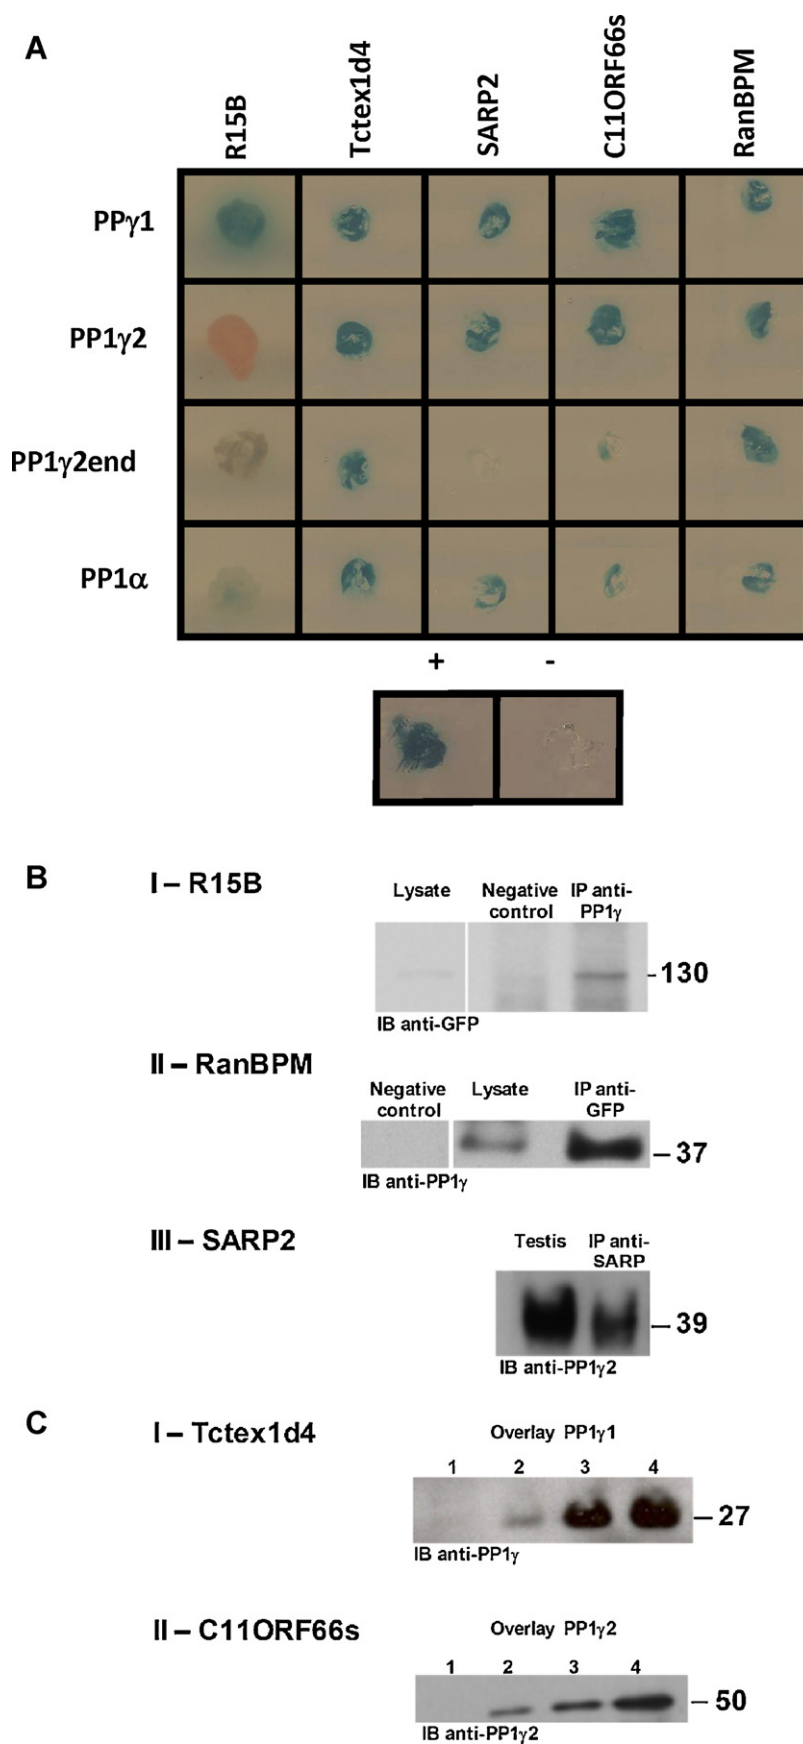 A
R15B
Tctex1d4
SARP2
C11ORF66s
RanBPM
PPγ1
PP1γ2
PP1γ2end
PP1α
+ -
B
I – R15B
Lysate
Negative control
IP anti-PP1γ
-130
IB anti-GFP
II – RanBPM
Negative control
Lysate
IP anti-GFP
– 37
IB anti-PP1γ
III – SARP2
Testis
IP anti-SARP
– 39
IB anti-PP1γ2
C
I – Tctex1d4
Overlay PP1γ1
1 2 3 4
– 27
IB anti-PP1γ
II – C11ORF66s
Overlay PP1γ2
1 2 3 4
– 50
IB anti-PP1γ2